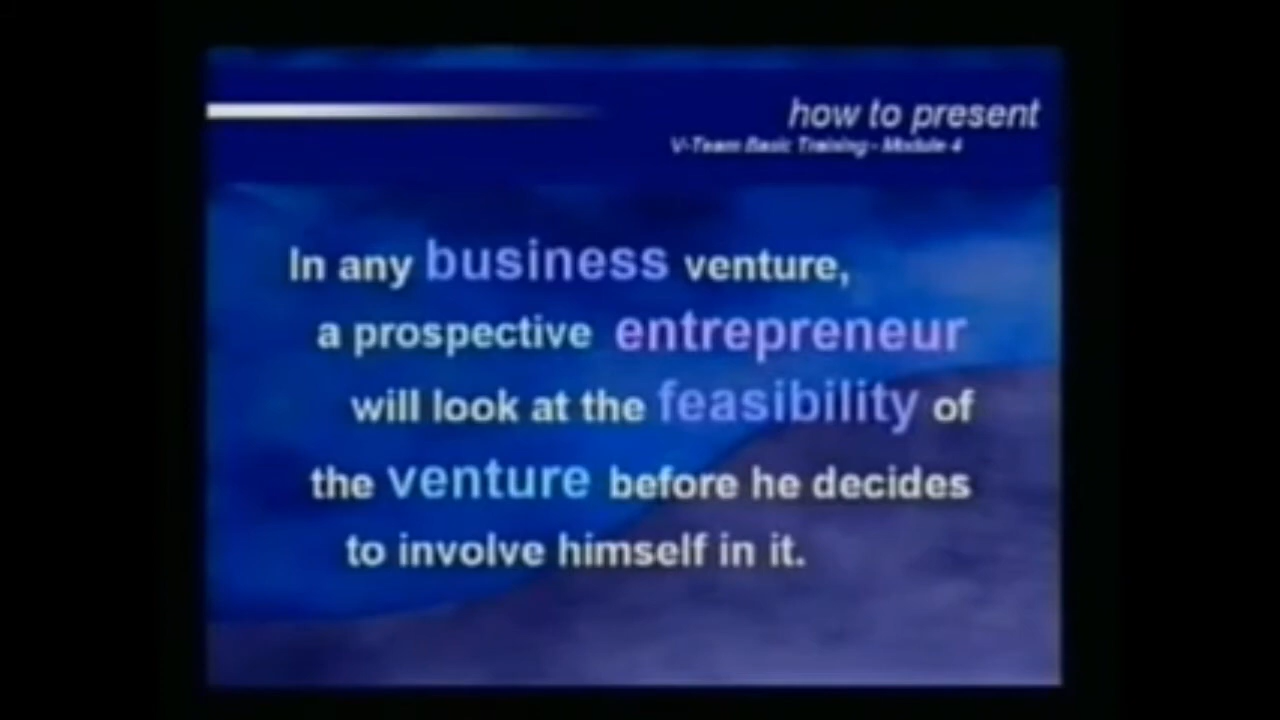 how to present
V-Team Basic Training - Module 4
In any business venture,
a prospective entrepreneur
will look at the feasibility of
the venture before he decides
to involve himself in it.